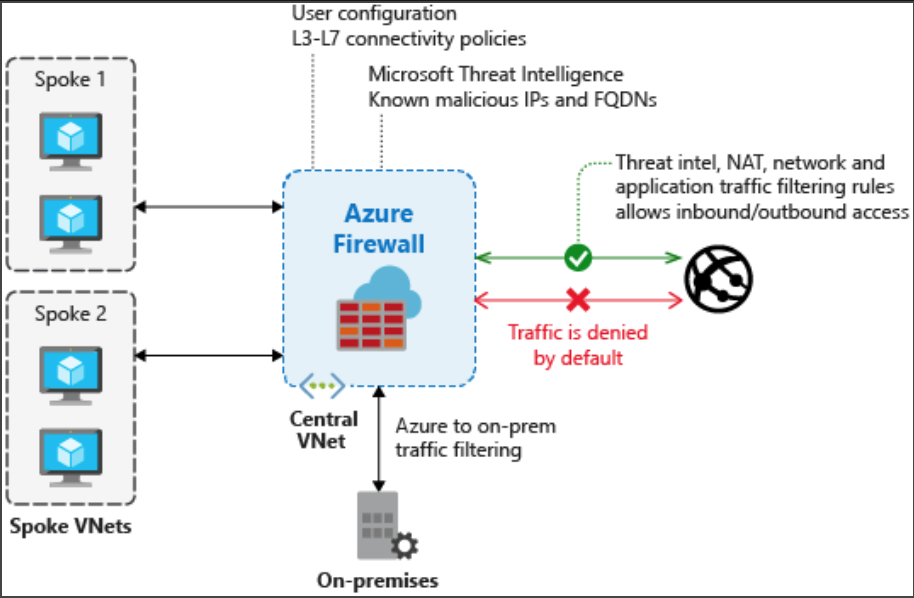 User configuration
L3-L7 connectivity policies
Microsoft Threat Intelligence
Known malicious IPs and FQDNs
Spoke 1
Threat intel, NAT, network and
application traffic filtering rules
allows inbound/outbound access
Azure
Firewall
Spoke 2
Traffic is denied
by default
Central
VNet
Azure to on-prem
traffic filtering
Spoke VNets
On-premises